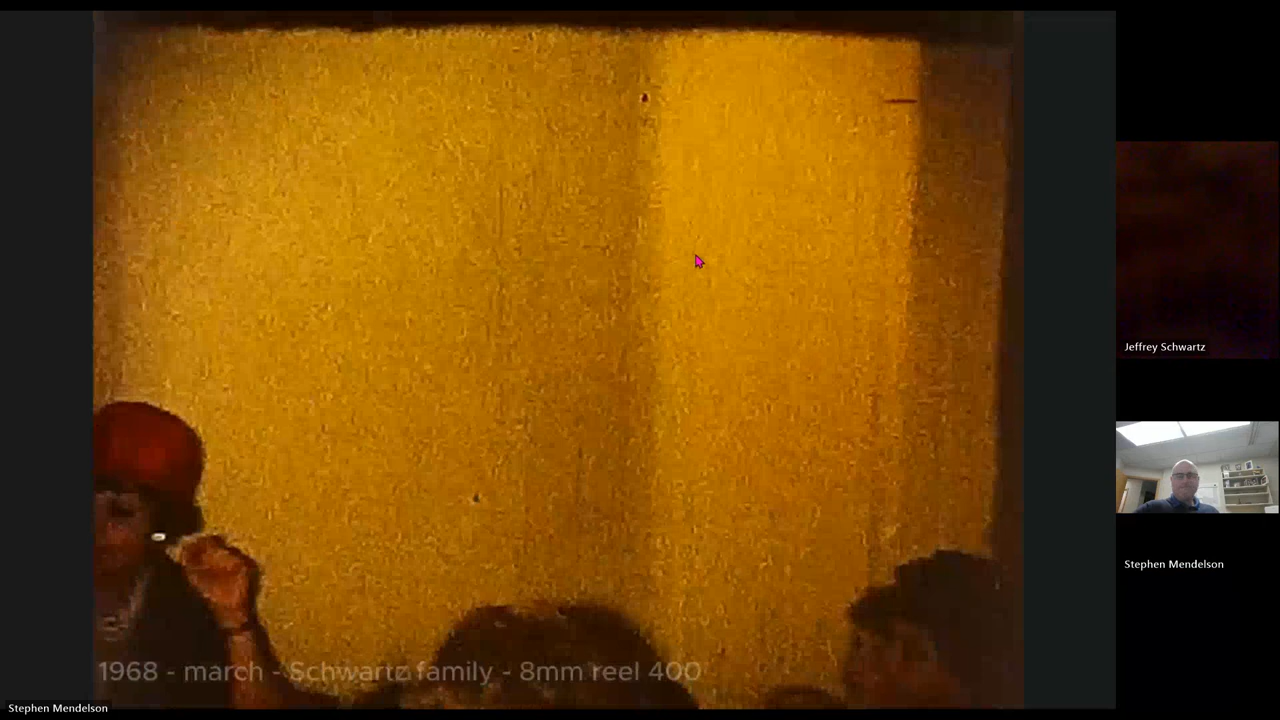 Jeffrey Schwartz
Stephen Mendelson
1968 - march - Schwartz family - 8mm reel 400
Stephen Mendelson